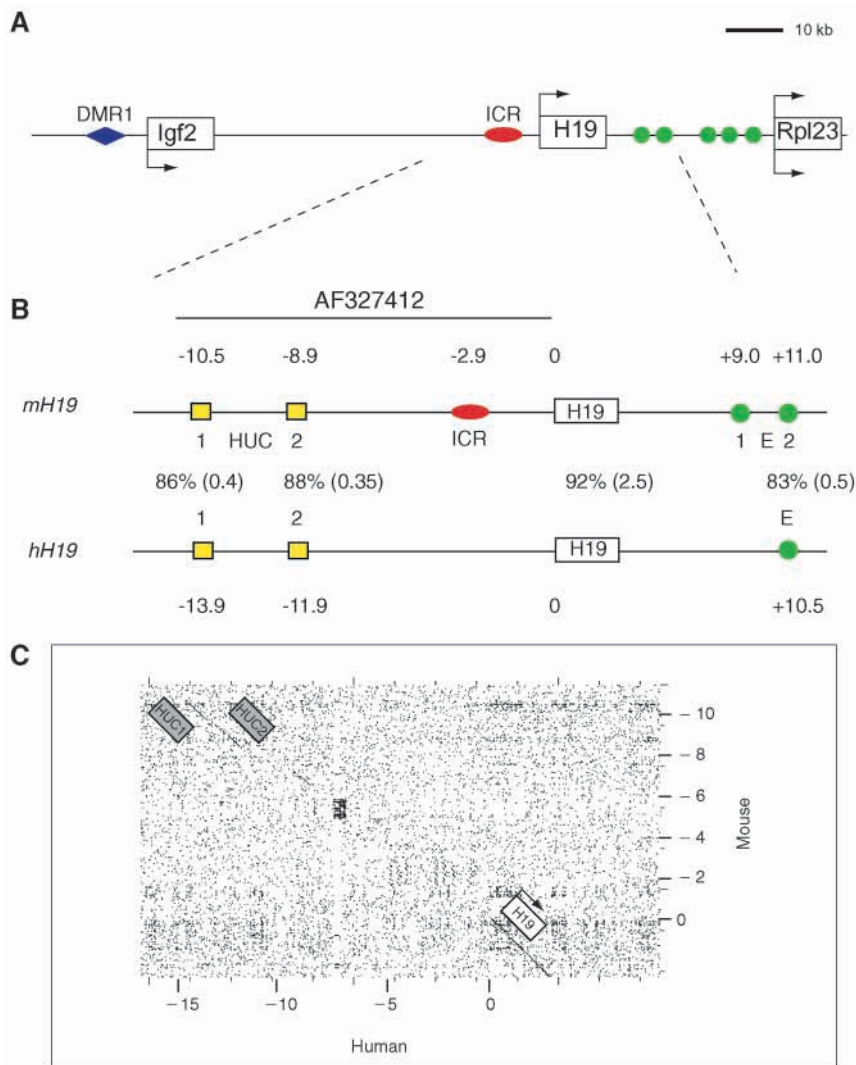 A
10 kb
DMR1
Igf2
ICR
H19
Rpl23
B
AF327412
-10.5 -8.9 -2.9 0 +9.0 +11.0
mH19
H19
1 HUC 2 ICR 1 E 2
86% (0.4) 88% (0.35) 92% (2.5) 83% (0.5)
1 2 E
hH19
H19
-13.9 -11.9 0 +10.5
C
HUC1
HUC2
H19
– 10
– 8
– 6
– 4
– 2
– 0
Mouse
–15 –10 –5 0
Human